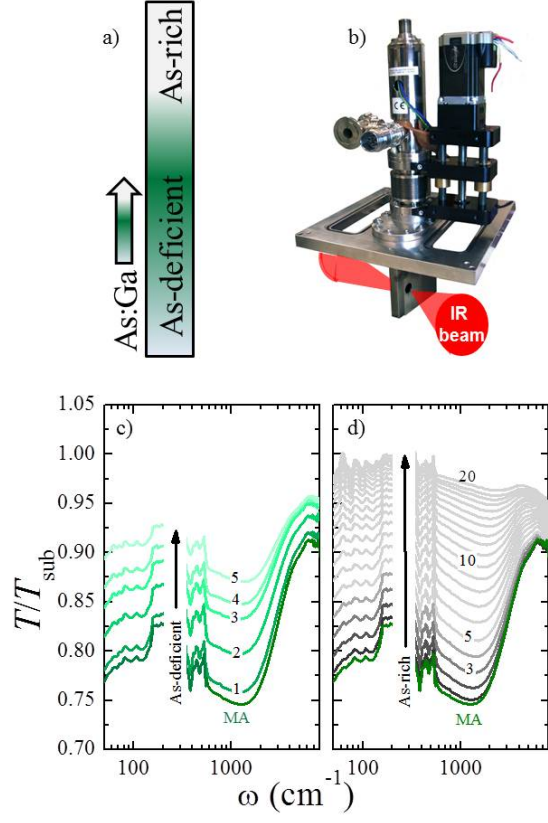 a)
As-rich
As-deficient
As:Ga
b)
CE
IR
beam
1.05
1.00
0.95
0.90
0.85
0.80
0.75
0.70
T/Tsub
c)
5
4
3
2
1
MA
As-deficient
100
1000
d)
20
10
5
3
MA
As-rich
100
1000
-1
ω (cm
)